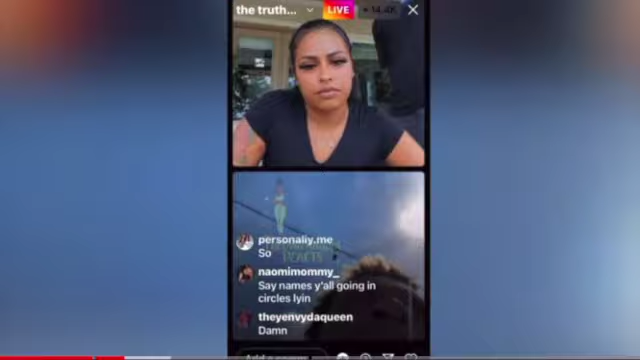 the truth...
LIVE
14.4K
personaliy.me
So
naomimommy_
Say names y'all going in
circles lyin
theyenvydaqueen
Damn